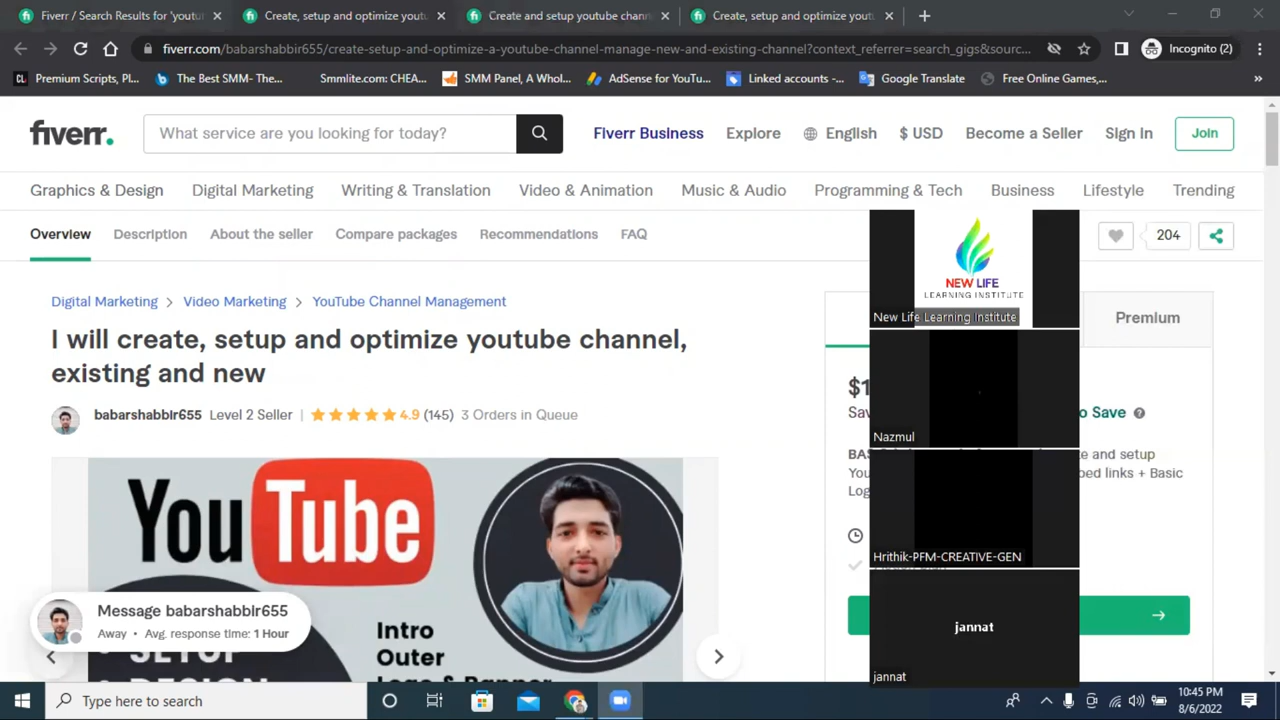 Fiverr / Search Results for 'youtu
Create, setup and optimize youtu
Create and setup youtube chann
Create, setup and optimize youtu
fiverr.com/babarshabbir655/create-setup-and-optimize-a-youtube-channel-manage-new-and-existing-channel?context_referrer=search_gigs&sourc...
Incognito (2)
Premium Scripts, Pl...
The Best SMM- The...
Smmlite.com: CHEA...
SMM Panel, A Whol...
AdSense for YouTu...
Linked accounts -...
Google Translate
Free Online Games,...
»
fiverr.
What service are you looking for today?
Fiverr Business
Explore
English
$ USD
Become a Seller
Sign In
Join
Graphics & Design
Digital Marketing
Writing & Translation
Video & Animation
Music & Audio
Programming & Tech
Business
Lifestyle
Trending
Overview
Description
About the seller
Compare packages
Recommendations
FAQ
204
Digital Marketing > Video Marketing > YouTube Channel Management
I will create, setup and optimize youtube channel,
existing and new
babarshabbir655 Level 2 Seller | 4.9 (145) 3 Orders in Queue
YouTube
Intro
Outer
Message babarshabbir655
Away • Avg. response time: 1 Hour
Premium
$1
o Save
e and setup
You
ped links + Basic
Log
NEW LIFE
LEARNING INSTITUTE
New Life Learning Institute
Nazmul
Hrithik-PFM-CREATIVE-GEN
jannat
jannat
Type here to search
10:45 PM
8/6/2022